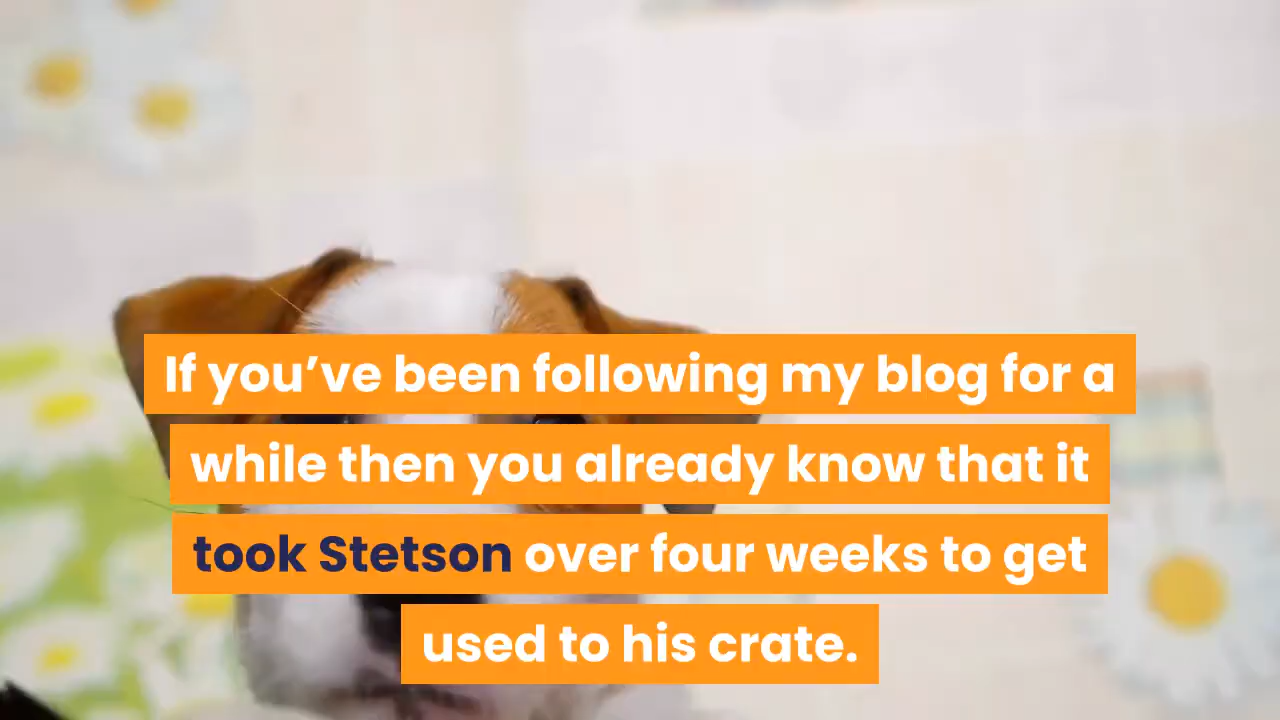 If you’ve been following my blog for a
while then you already know that it
took Stetson over four weeks to get
used to his crate.